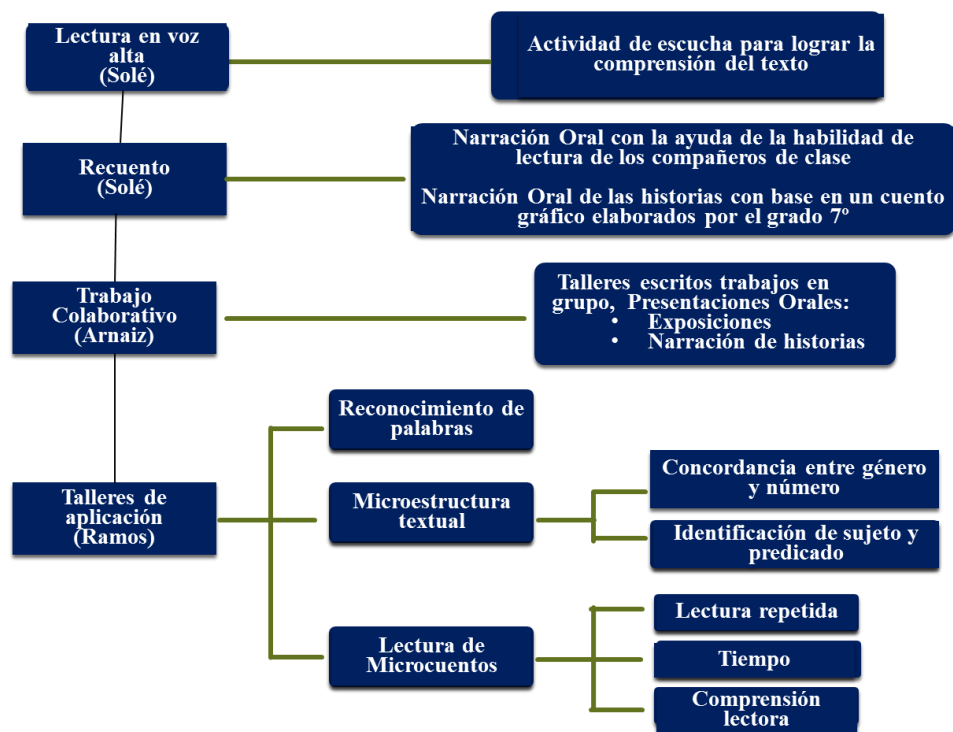 Lectura en voz
alta
(Solé)
Actividad de escucha para lograr la
comprensión del texto
Recuento
(Solé)
Narración Oral con la ayuda de la habilidad de
lectura de los compañeros de clase
Narración Oral de las historias con base en un cuento
gráfico elaborados por el grado 7º
Trabajo
Colaborativo
(Arnaiz)
Talleres escritos trabajos en
grupo, Presentaciones Orales:
• Exposiciones
• Narración de historias
Talleres de
aplicación
(Ramos)
Reconocimiento de
palabras
Microestructura
textual
Concordancia entre género
y número
Identificación de sujeto y
predicado
Lectura de
Microcuentos
Lectura repetida
Tiempo
Comprensión
lectora